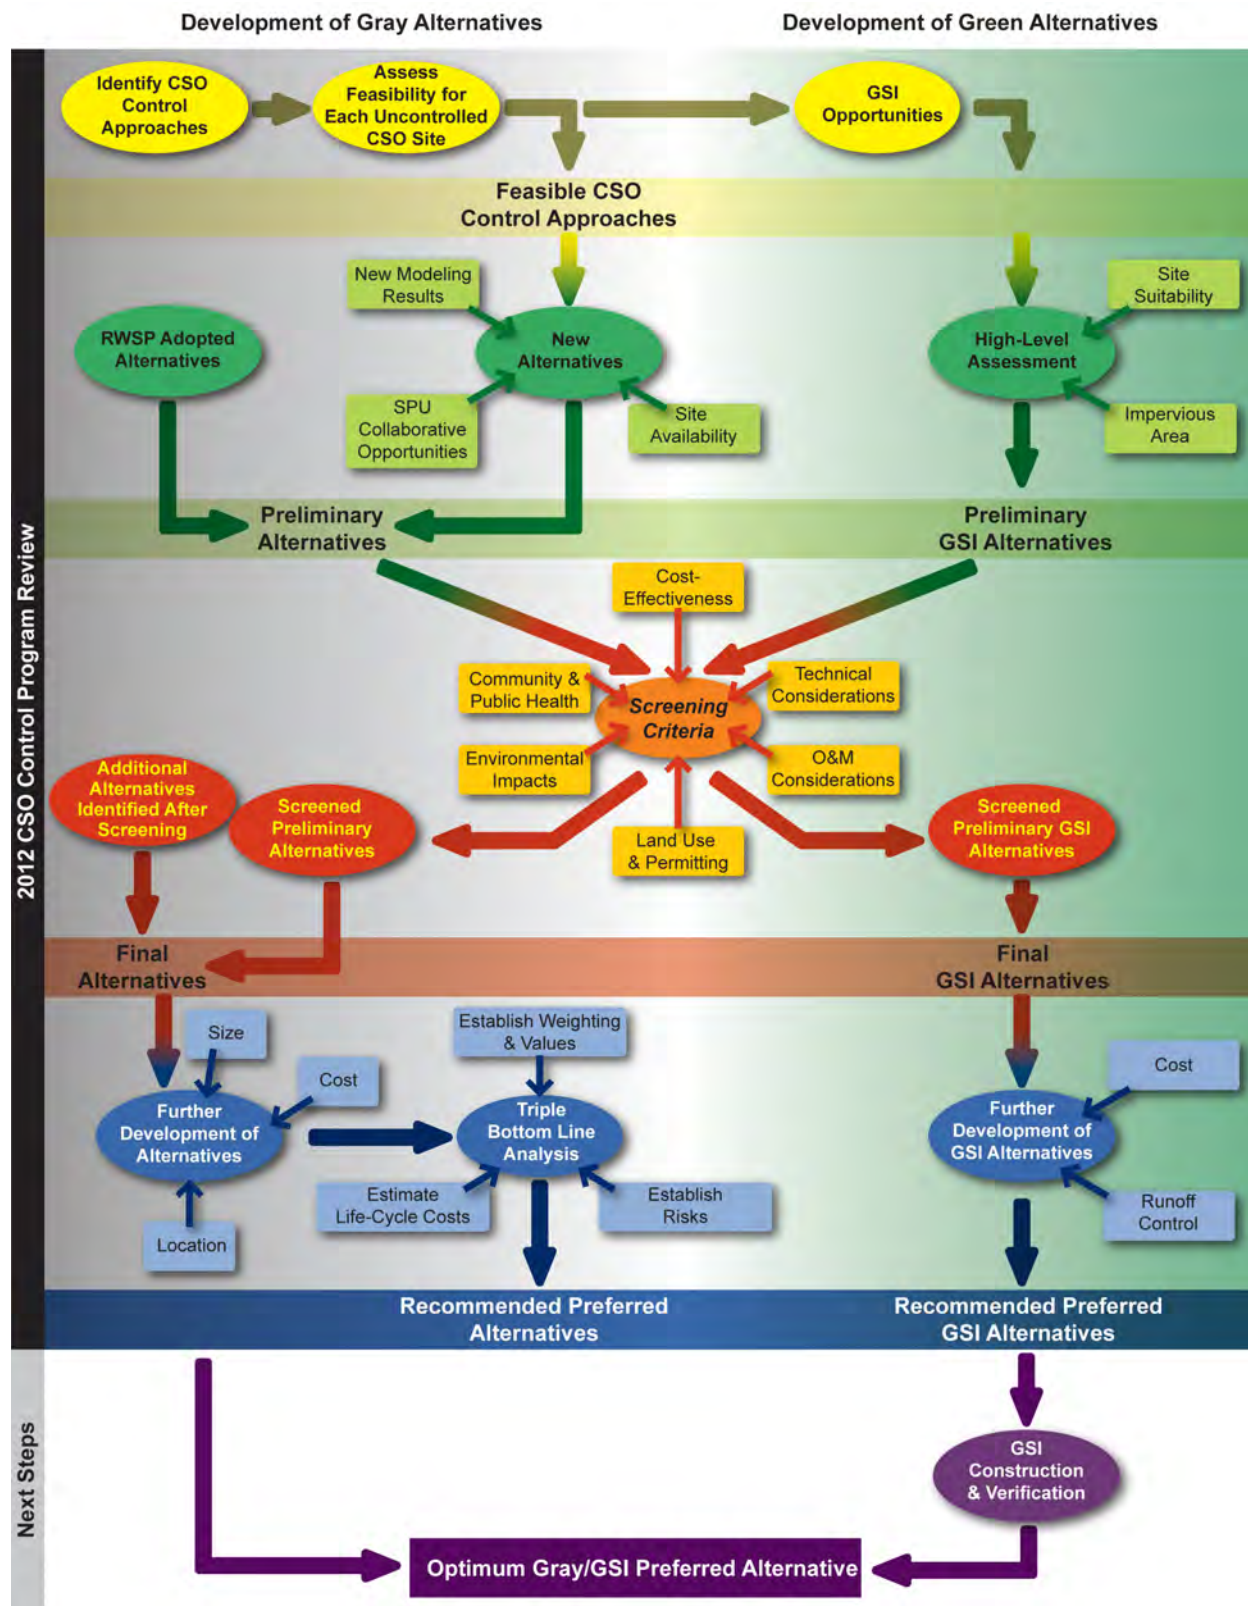 Development of Gray Alternatives
Development of Green Alternatives
2012 CSO Control Program Review
Identify CSO
Control
Approaches
Assess
Feasibility for
Each Uncontrolled
CSO Site
GSI
Opportunities
Feasible CSO
Control Approaches
New Modeling
Results
Site
Suitability
RWSP Adopted
Alternatives
New
Alternatives
High-Level
Assessment
SPU
Collaborative
Opportunities
Site
Availability
Impervious
Area
Preliminary
Alternatives
Preliminary
GSI Alternatives
Cost-
Effectiveness
Community &
Public Health
Technical
Considerations
Screening
Criteria
Environmental
Impacts
O&M
Considerations
Land Use
& Permitting
Additional
Alternatives
Identified After
Screening
Screened
Preliminary
Alternatives
Screened
Preliminary GSI
Alternatives
Final
Alternatives
Final
GSI Alternatives
Size
Cost
Establish Weighting
& Values
Cost
Further
Development of
Alternatives
Triple
Bottom Line
Analysis
Further
Development of
GSI Alternatives
Location
Estimate
Life-Cycle Costs
Establish
Risks
Runoff
Control
Recommended Preferred
Alternatives
Recommended Preferred
GSI Alternatives
Next Steps
GSI
Construction
& Verification
Optimum Gray/GSI Preferred Alternative